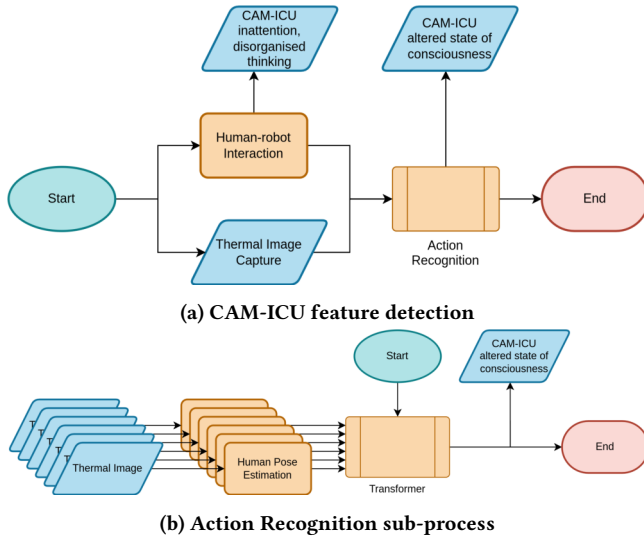 CAM-ICU
inattention,
disorganised
thinking
CAM-ICU
altered state of
consciousness
Human-robot
Interaction
Start
End
Thermal Image
Capture
Action
Recognition
(a) CAM-ICU feature detection
Start
CAM-ICU
altered state of
consciousness
Thermal Image
Human Pose
Estimation
End
Transformer
(b) Action Recognition sub-process